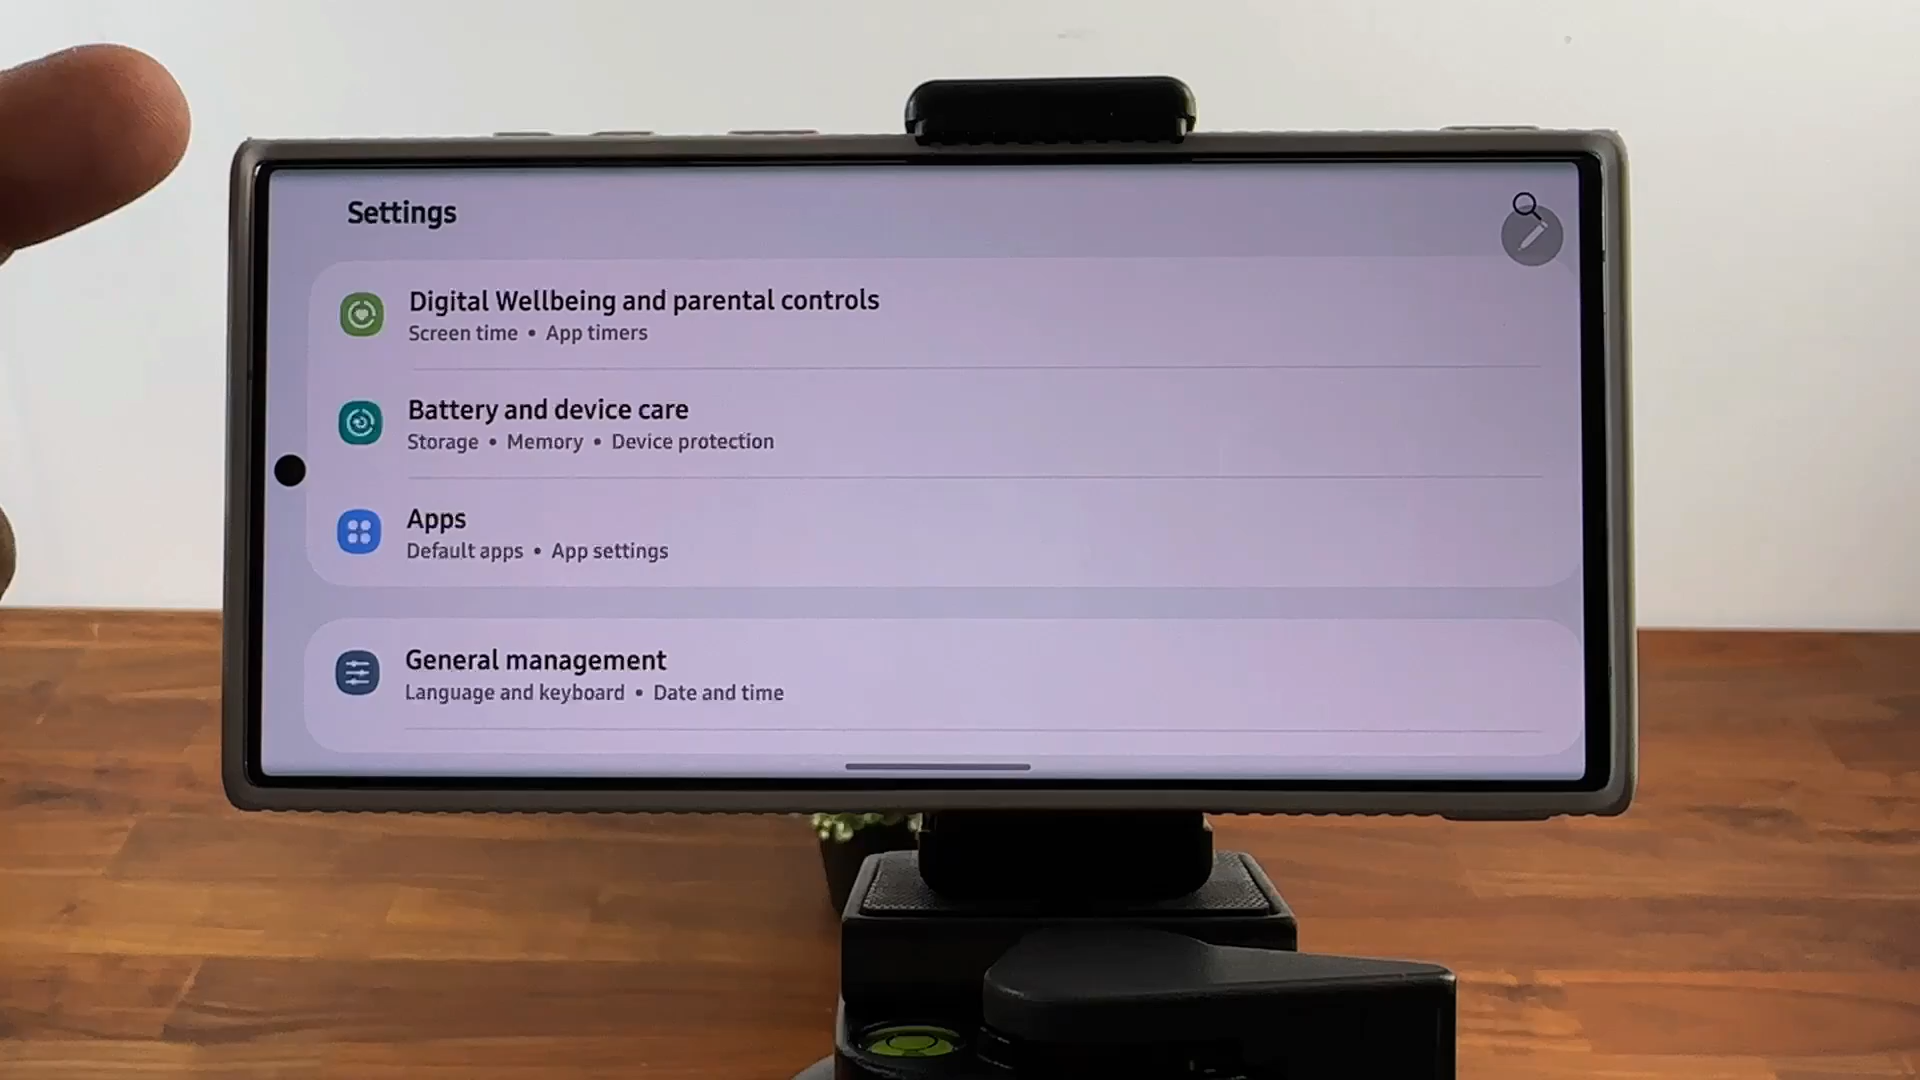 Settings
Digital Wellbeing and parental controls
Screen time • App timers
Battery and device care
Storage • Memory • Device protection
Apps
Default apps • App settings
General management
Language and keyboard • Date and time